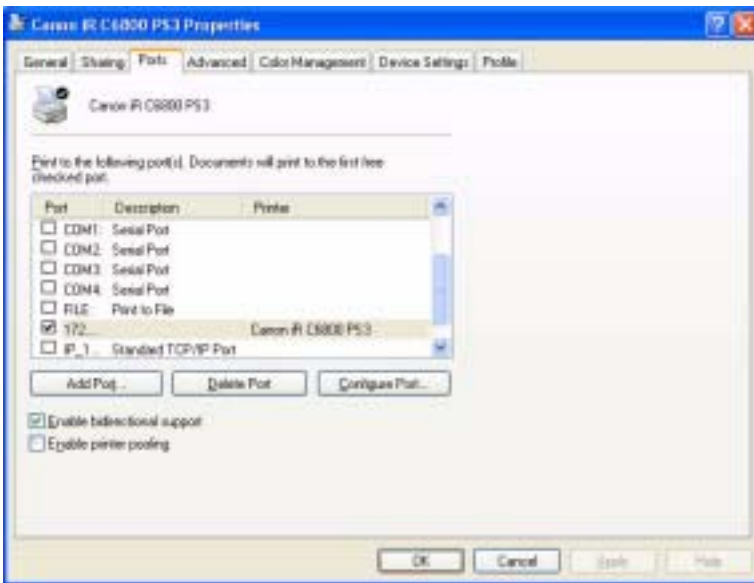 Canon iR C6800 PS3 Properties
General Sharing Ports Advanced Color Management Device Settings Profile
Canon iR C6800 PS3
Print to the following port(s). Documents will print to the first free
checked port.
Port Description Printer
COM1: Serial Port
COM2: Serial Port
COM3: Serial Port
COM4: Serial Port
FILE: Print to File
172.... Canon iR C6800 PS3
IP_1... Standard TCP/IP Port
Add Port... Delete Port Configure Port...
Enable bidirectional support
Enable printer pooling
OK Cancel Apply Help